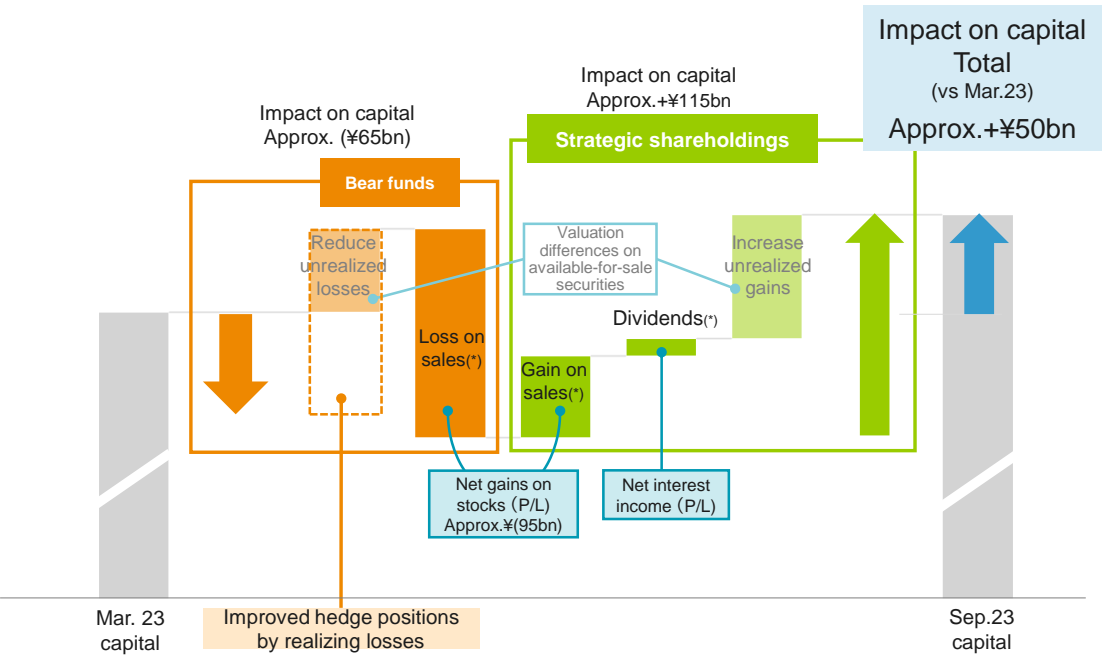 Impact on capital
Total
(vs Mar.23)
Approx.+¥50bn
Impact on capital
Approx.+¥115bn
Impact on capital
Approx. (¥65bn)
Strategic shareholdings
Bear funds
Reduce
unrealized
losses
Valuation
differences on
available-for-sale
securities
Increase
unrealized
gains
Loss on
sales(*)
Dividends(*)
Gain on
sales(*)
Net gains on
stocks（P/L）
Approx.¥(95bn)
Net interest
income（P/L）
Mar. 23
capital
Improved hedge positions
by realizing losses
Sep.23
capital